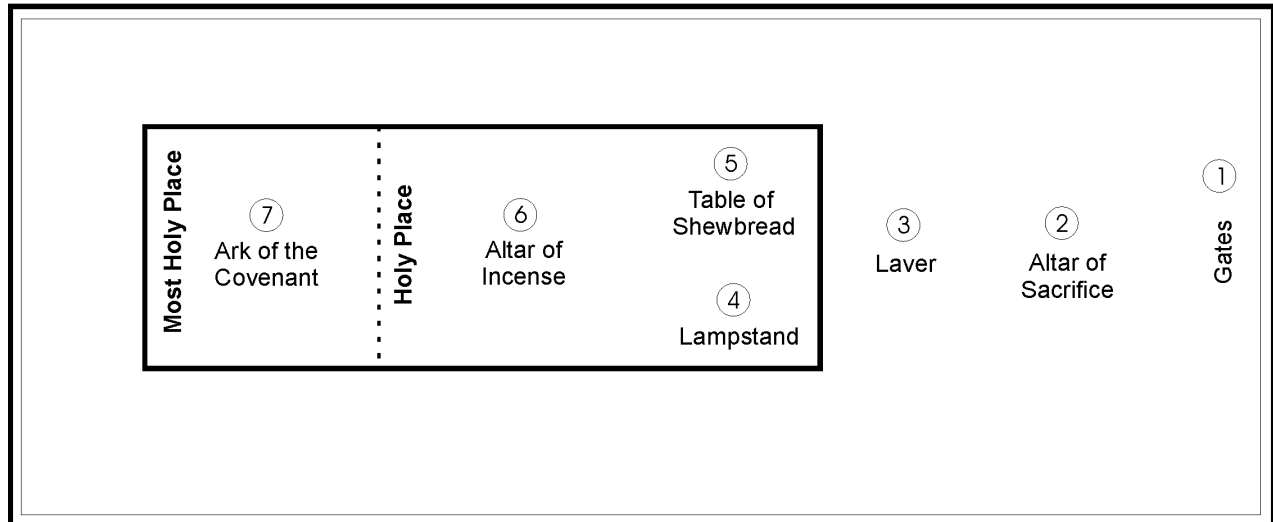 Most Holy Place
7
Ark of the
Covenant
Holy Place
6
Altar of
Incense
5
Table of
Shewbread
4
Lampstand
3
Laver
2
Altar of
Sacrifice
1
Gates